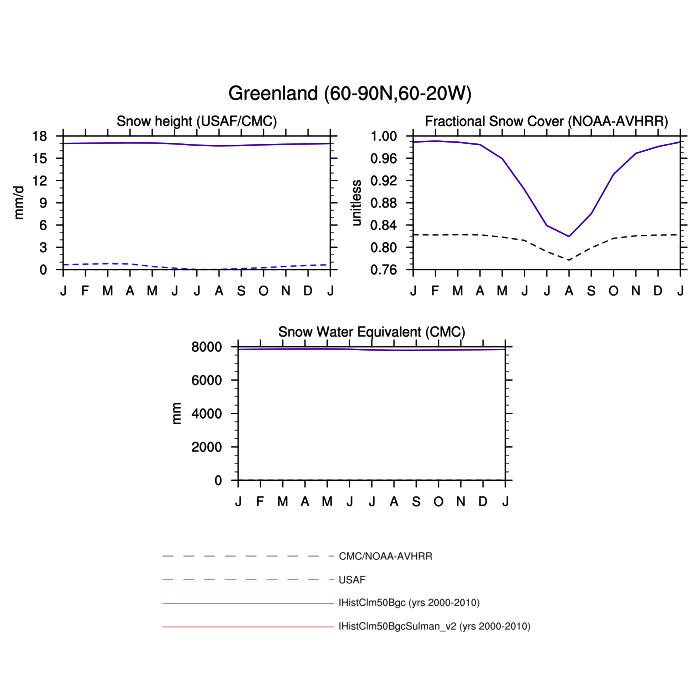 Greenland (60-90N,60-20W)
Snow height (USAF/CMC)
mm/d
18
15
12
9
6
3
0
J F M A M J J A S O N D J
Fractional Snow Cover (NOAA-AVHRR)
unitless
1.00
0.96
0.92
0.88
0.84
0.80
0.76
J F M A M J J A S O N D J
Snow Water Equivalent (CMC)
mm
8000
6000
4000
2000
0
J F M A M J J A S O N D J
CMC/NOAA-AVHRR
USAF
IHistClm50Bgc (yrs 2000-2010)
IHistClm50BgcSulman_v2 (yrs 2000-2010)